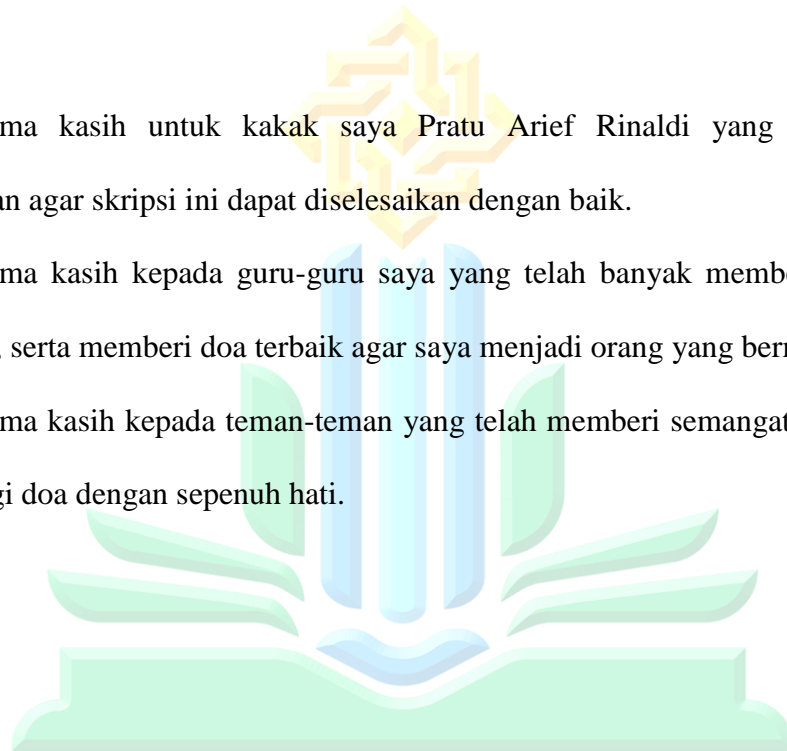 ma kasih untuk kakak saya Pratu Arief Rinaldi yang
an agar skripsi ini dapat diselesaikan dengan baik.
ma kasih kepada guru-guru saya yang telah banyak membe
, serta memberi doa terbaik agar saya menjadi orang yang ber
ma kasih kepada teman-teman yang telah memberi semangat
gi doa dengan sepenuh hati.